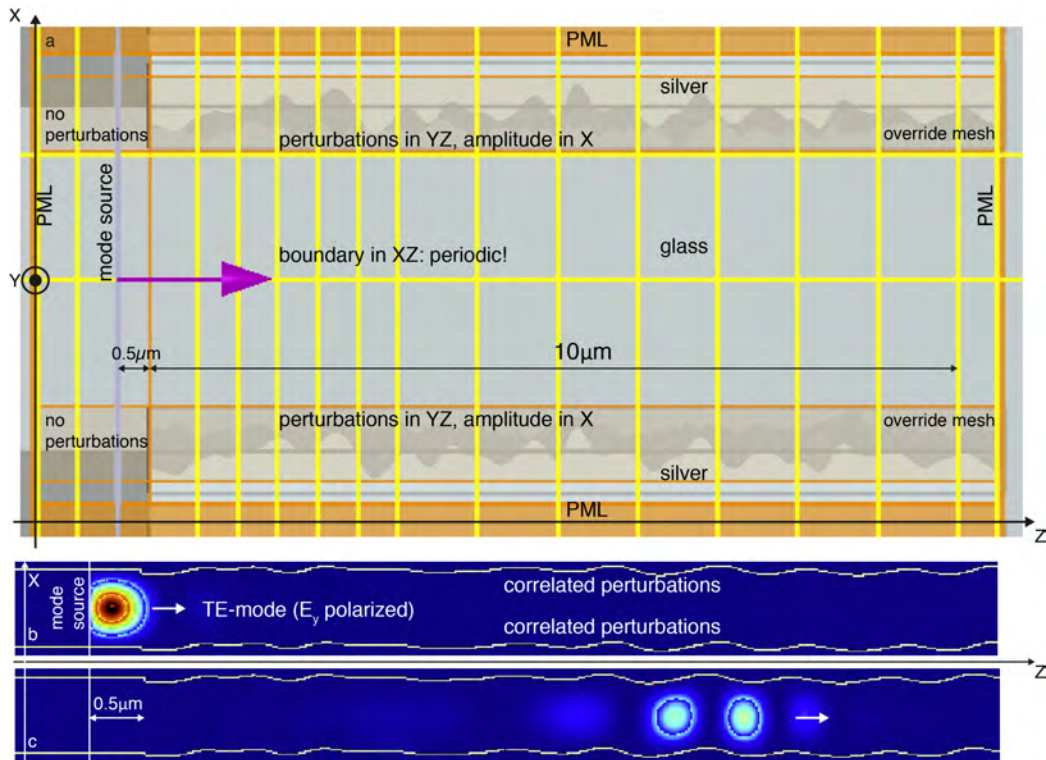 X
a
PML
silver
no
perturbations
perturbations in YZ, amplitude in X
override mesh
PML
mode source
boundary in XZ: periodic!
glass
PML
Y
0.5μm
10μm
no
perturbations
perturbations in YZ, amplitude in X
override mesh
silver
PML
Z
X
mode
source
b
TE-mode (Ey polarized)
correlated perturbations
correlated perturbations
Z
0.5μm
c